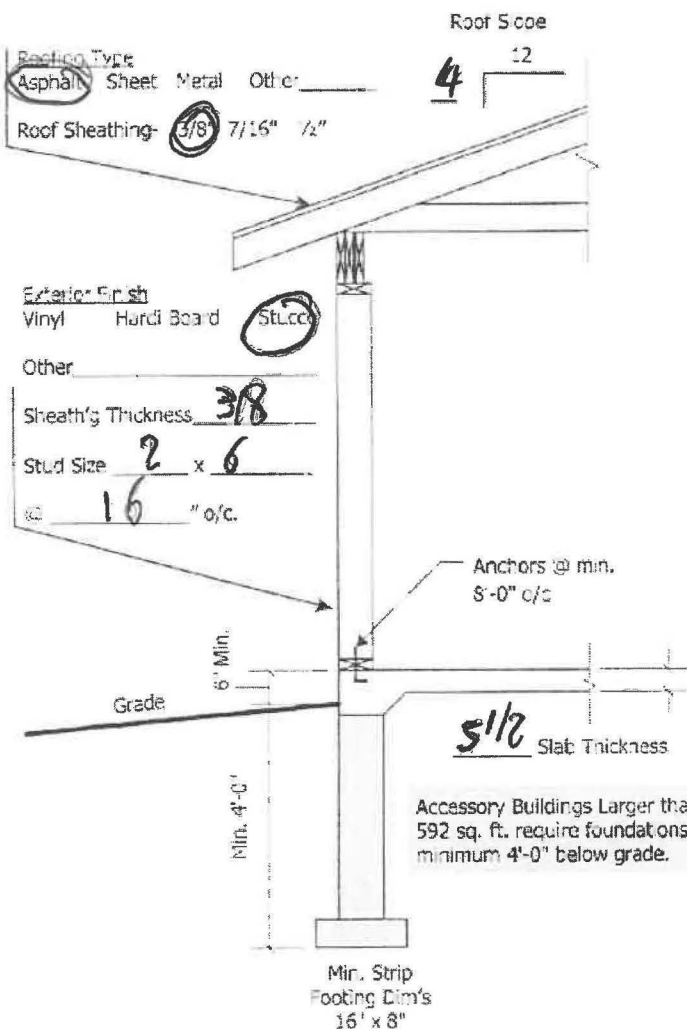 Roof Slope
4 12
Roofing Type
Asphalt Sheet Metal Other
Roof Sheathing- 3/8" 7/16" ½"
Exterior Finish
Vinyl Hardi Board Stucco
Other
Sheath'g Thickness 3/8
Stud Size 2 x 6
@ 16 " o/c.
Anchors @ min.
8'-0" o/c
6" Min.
Grade
5 1/2 Slab Thickness
Min. 4'-0"
Accessory Buildings Larger tha
592 sq. ft. require foundations
minimum 4'-0" below grade.
Min. Strip
Footing Dim's
16" x 8"